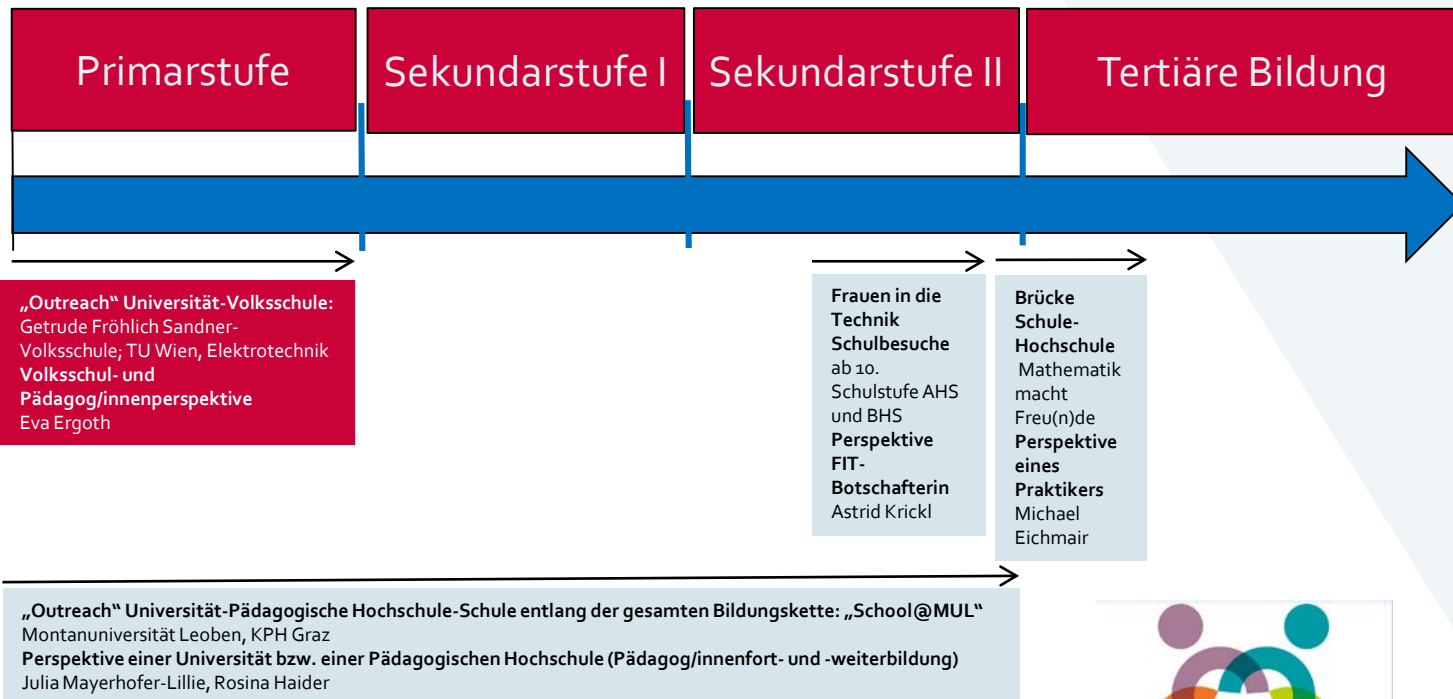 Primarstufe
Sekundarstufe I
Sekundarstufe II
Tertiäre Bildung
„Outreach“ Universität-Volksschule:
Getrude Fröhlich Sandner-
Volksschule; TU Wien, Elektrotechnik
Volksschul- und
Pädagog/innenperspektive
Eva Ergoth
Frauen in die
Technik
Schulbesuche
ab 10.
Schulstufe AHS
und BHS
Perspektive
FIT-
Botschafterin
Astrid Krickl
Brücke
Schule-
Hochschule
Mathematik
macht
Freu(n)de
Perspektive
eines
Praktikers
Michael
Eichmair
„Outreach“ Universität-Pädagogische Hochschule-Schule entlang der gesamten Bildungskette: „School@MUL“
Montanuniversität Leoben, KPH Graz
Perspektive einer Universität bzw. einer Pädagogischen Hochschule (Pädagog/innenfort- und -weiterbildung)
Julia Mayerhofer-Lillie, Rosina Haider